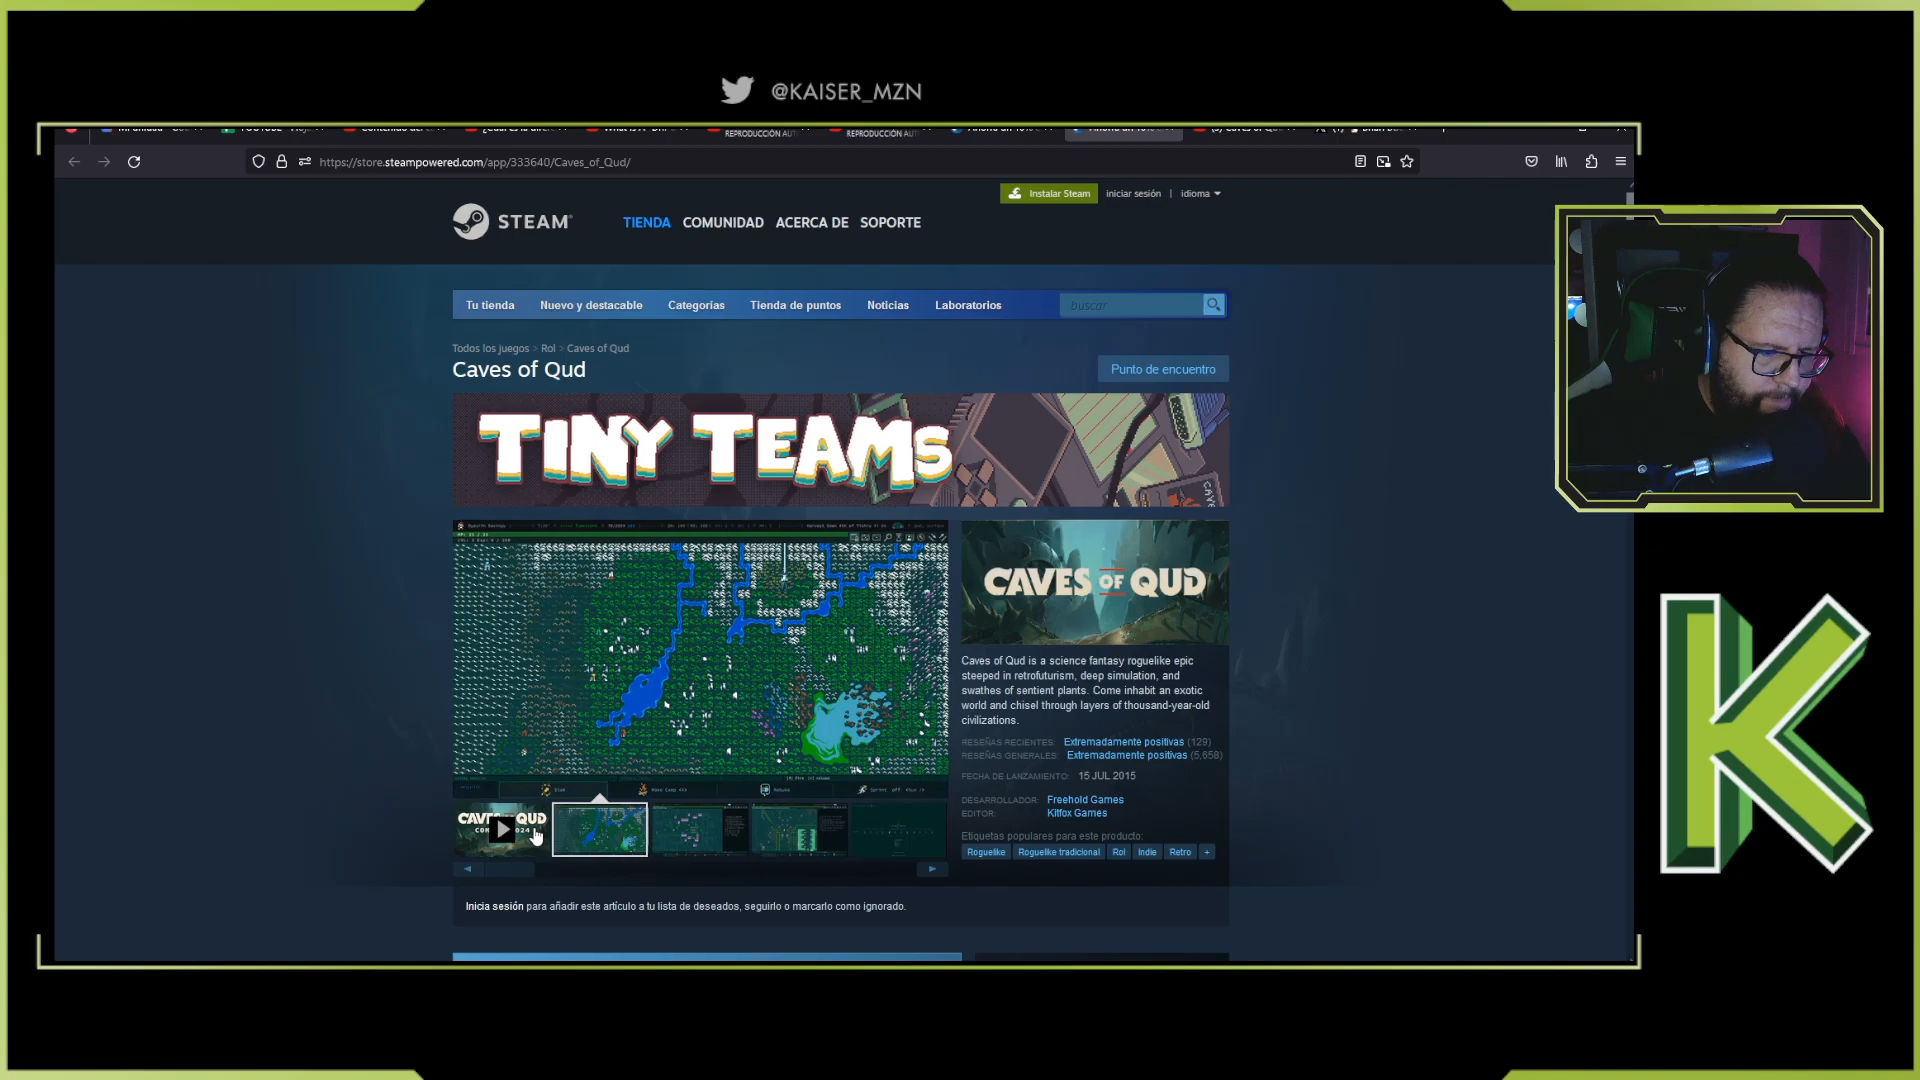 @KAISER_MZN
REPRODUCCIÓN AUT
REPRODUCCIÓN AUT
https://store.steampowered.com/app/333640/Caves_of_Qud/
Instalar Steam
iniciar sesión | idioma
STEAM
TIENDA COMUNIDAD ACERCA DE SOPORTE
Tu tienda Nuevo y destacable Categorías Tienda de puntos Noticias Laboratorios buscar
Todos los juegos > Rol > Caves of Qud
Caves of Qud
Punto de encuentro
TINY TEAMS
CAVES OF QUD
Caves of Qud is a science fantasy roguelike epic
steeped in retrofuturism, deep simulation, and
swathes of sentient plants. Come inhabit an exotic
world and chisel through layers of thousand-year-old
civilizations.
RESEÑAS RECIENTES: Extremadamente positivas (129)
RESEÑAS GENERALES: Extremadamente positivas (5,658)
FECHA DE LANZAMIENTO: 15 JUL 2015
DESARROLLADOR: Freehold Games
EDITOR: Kitfox Games
Etiquetas populares para este producto:
Roguelike Roguelike tradicional Rol Indie Retro +
Inicia sesión para añadir este artículo a tu lista de deseados, seguirlo o marcarlo como ignorado.
K